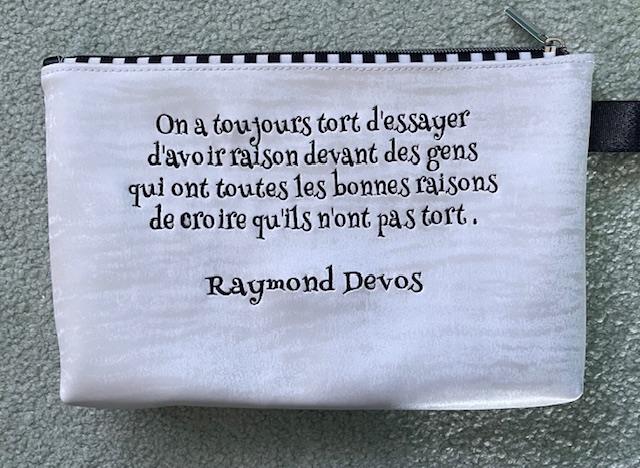 On a toujours tort d'essayer
d'avoir raison devant des gens
qui ont toutes les bonnes raisons
de croire qu'ils n'ont pas tort.
Raymond Devos